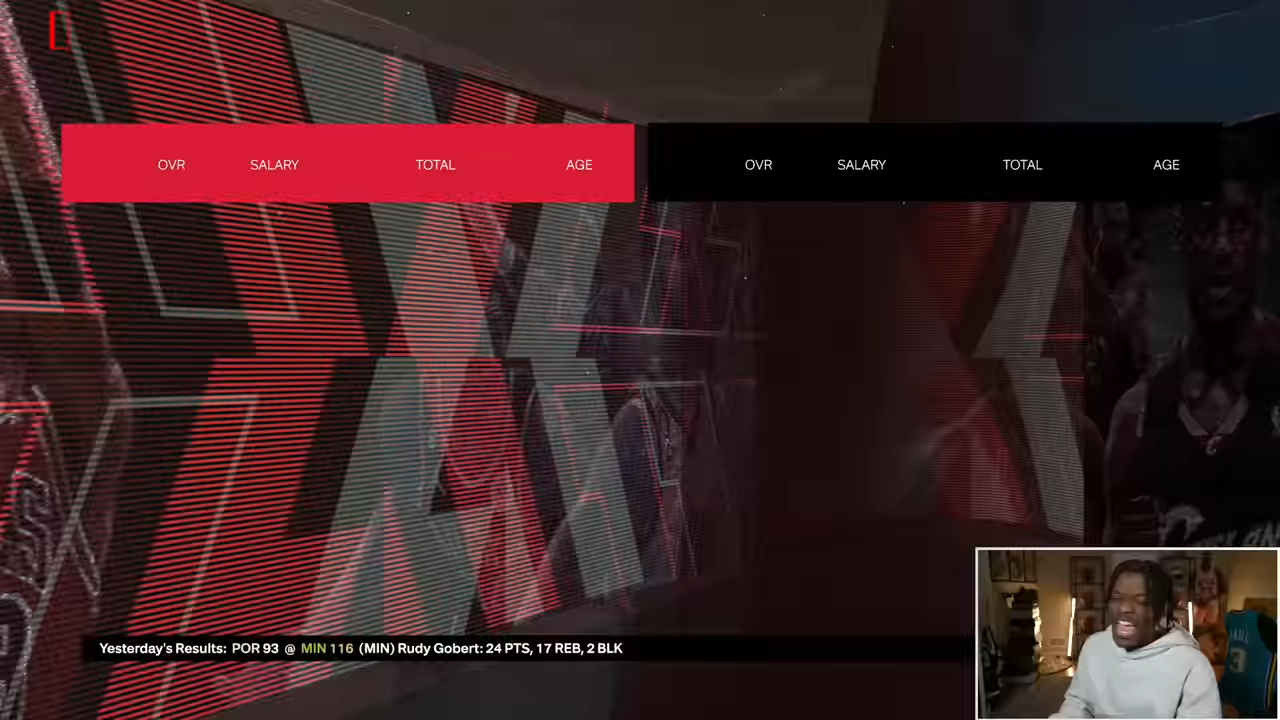 OVR SALARY TOTAL AGE
OVR SALARY TOTAL AGE
Yesterday's Results: POR 93 @ MIN 116 (MIN) Rudy Gobert: 24 PTS, 17 REB, 2 BLK
3